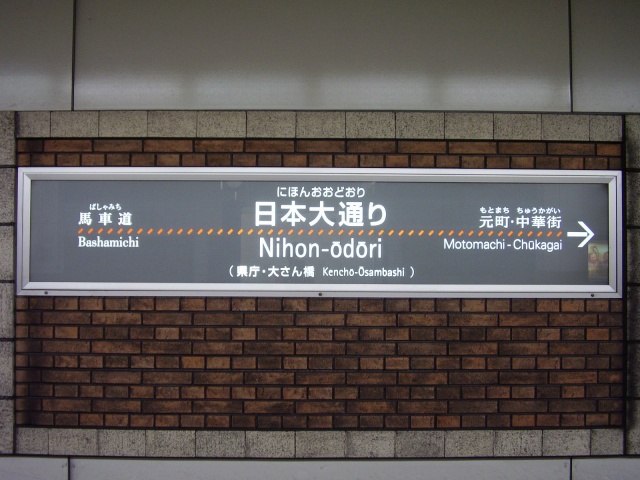 ばしゃみち
馬車道
Bashamichi
にほんおおどおり
日本大通り
Nihon-ōdōri
(県庁・大さん橋 Kenchō-Ōsambashi)
もとまち ちゅうかがい
元町・中華街
Motomachi-Chūkagai